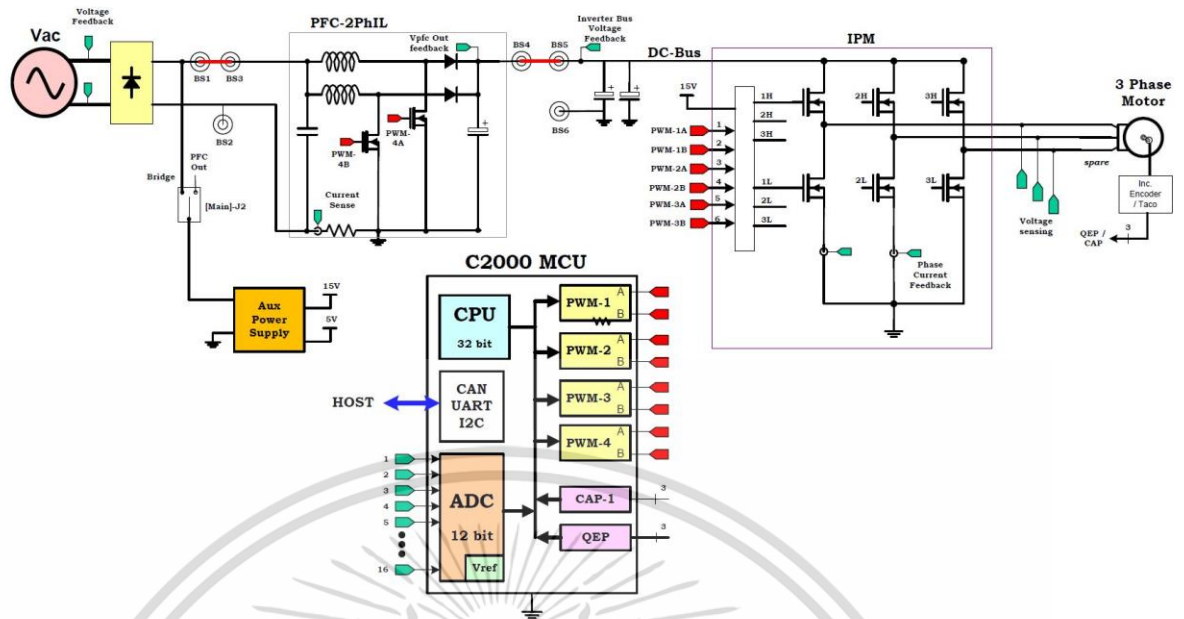 Vac
Voltage
Feedback
BS1
BS3
BS2
PFC
Out
Bridge
[Main]-J2
Aux
Power
Supply
15V
5V
PFC-2PhIL
Vpfc Out
feedback
PWM-
4A
PWM-
4B
Current
Sense
BS4
BS5
BS6
Inverter Bus
Voltage
Feedback
DC-Bus
IPM
15V
PWM-1A
PWM-1B
PWM-2A
PWM-2B
PWM-3A
PWM-3B
1
2
3
4
5
6
1H
2H
3H
1L
2L
3L
2H
3H
2L
3L
Phase
Current
Feedback
3 Phase
Motor
spare
Voltage
sensing
Inc.
Encoder
/ Taco
QEP /
CAP
3
C2000 MCU
CPU
32 bit
CAN
UART
I2C
HOST
ADC
12 bit
Vref
1
2
3
4
5
16
PWM-1
A
B
PWM-2
A
B
PWM-3
A
B
PWM-4
A
B
CAP-1
3
QEP
3